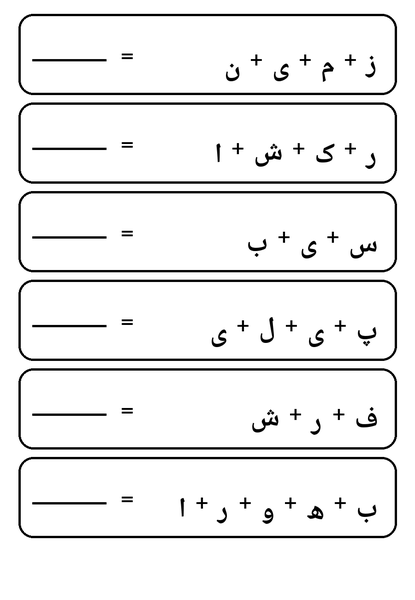 ز + م + ی + ن = ______
ر + ک + ش + ا = ______
س + ی + ب = ______
پ + ی + ل + ی = ______
ف + ر + ش = ______
ب + ھ + و + ر + ا = ______